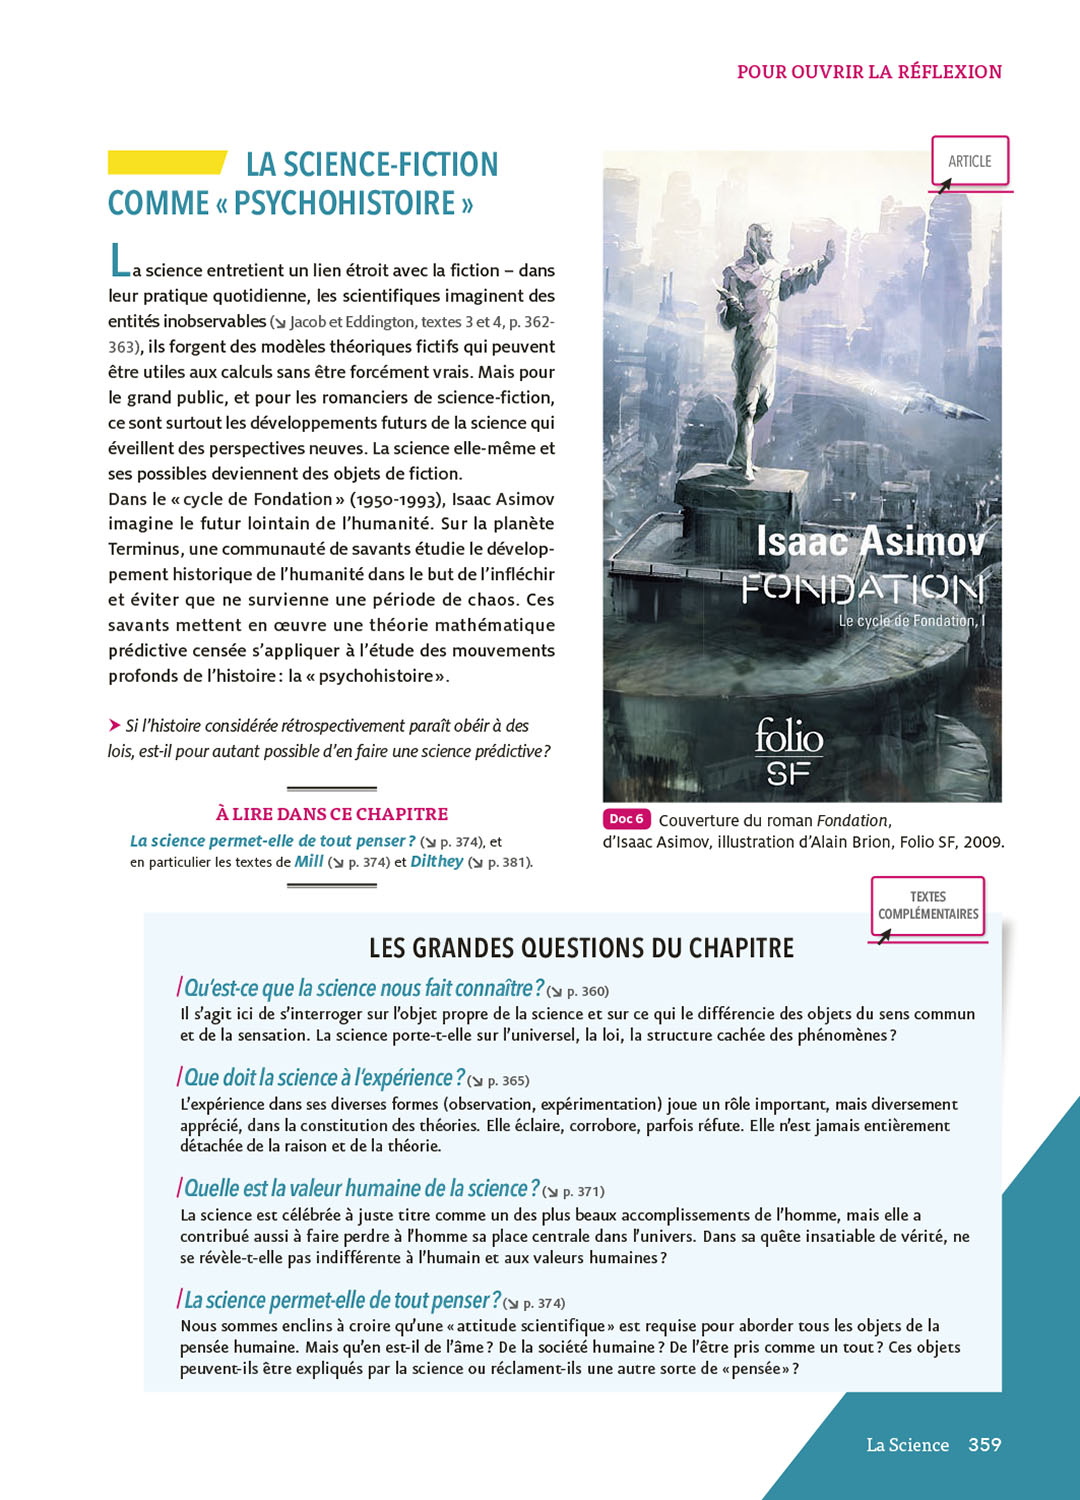 POUR OUVRIR LA RÉFLEXION
LA SCIENCE-FICTION
COMME « PSYCHOHISTOIRE »
La science entretient un lien étroit avec la fiction – dans
leur pratique quotidienne, les scientifiques imaginent des
entités inobservables (↘ Jacob et Eddington, textes 3 et 4, p. 362-
363), ils forgent des modèles théoriques fictifs qui peuvent
être utiles aux calculs sans être forcément vrais. Mais pour
le grand public, et pour les romanciers de science-fiction,
ce sont surtout les développements futurs de la science qui
éveillent des perspectives neuves. La science elle-même et
ses possibles deviennent des objets de fiction.
Dans le « cycle de Fondation » (1950-1993), Isaac Asimov
imagine le futur lointain de l'humanité. Sur la planète
Terminus, une communauté de savants étudie le dévelop-
pement historique de l'humanité dans le but de l'infléchir
et éviter que ne survienne une période de chaos. Ces
savants mettent en œuvre une théorie mathématique
prédictive censée s'appliquer à l'étude des mouvements
profonds de l'histoire : la « psychohistoire ».
➤ Si l'histoire considérée rétrospectivement paraît obéir à des
lois, est-il pour autant possible d'en faire une science prédictive ?
À LIRE DANS CE CHAPITRE
La science permet-elle de tout penser ? (↘ p. 374), et
en particulier les textes de Mill (↘ p. 374) et Dilthey (↘ p. 381).
ARTICLE
Isaac Asimov
FONDATION
Le cycle de Fondation, I
folio
SF
Doc 6 Couverture du roman Fondation,
d'Isaac Asimov, illustration d'Alain Brion, Folio SF, 2009.
TEXTES
COMPLÉMENTAIRES
LES GRANDES QUESTIONS DU CHAPITRE
/Qu'est-ce que la science nous fait connaître ? (↘ p. 360)
Il s'agit ici de s'interroger sur l'objet propre de la science et sur ce qui le différencie des objets du sens commun
et de la sensation. La science porte-t-elle sur l'universel, la loi, la structure cachée des phénomènes ?
/Que doit la science à l'expérience ? (↘ p. 365)
L'expérience dans ses diverses formes (observation, expérimentation) joue un rôle important, mais diversement
apprécié, dans la constitution des théories. Elle éclaire, corrobore, parfois réfute. Elle n'est jamais entièrement
détachée de la raison et de la théorie.
/Quelle est la valeur humaine de la science ? (↘ p. 371)
La science est célébrée à juste titre comme un des plus beaux accomplissements de l'homme, mais elle a
contribué aussi à faire perdre à l'homme sa place centrale dans l'univers. Dans sa quête insatiable de vérité, ne
se révèle-t-elle pas indifférente à l'humain et aux valeurs humaines ?
/La science permet-elle de tout penser ? (↘ p. 374)
Nous sommes enclins à croire qu'une « attitude scientifique » est requise pour aborder tous les objets de la
pensée humaine. Mais qu'en est-il de l'âme ? De la société humaine ? De l'être pris comme un tout ? Ces objets
peuvent-ils être expliqués par la science ou réclament-ils une autre sorte de « pensée » ?
La Science 359